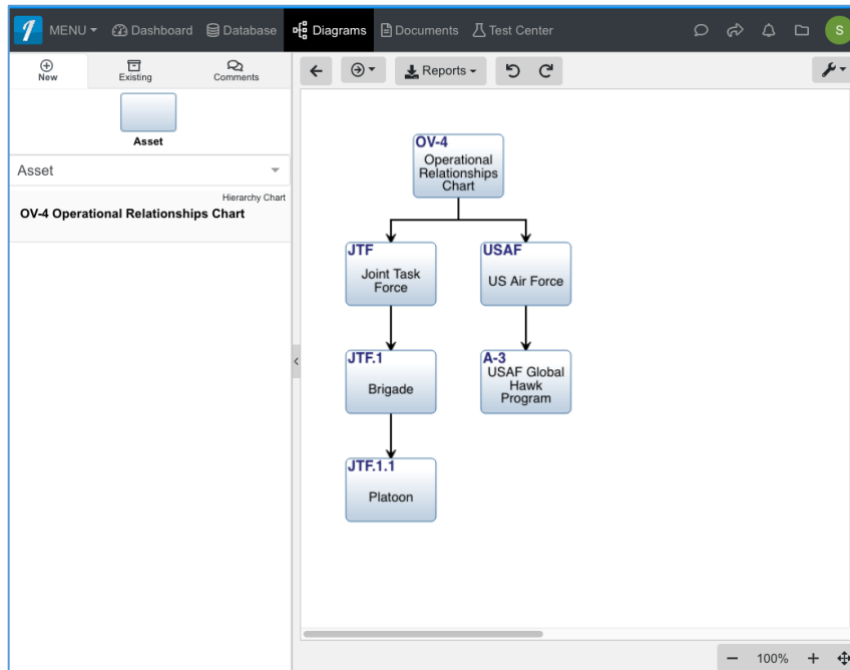 MENU Dashboard Database Diagrams Documents Test Center S
New Existing Comments
Reports
Asset
Asset
Hierarchy Chart
OV-4 Operational Relationships Chart
OV-4
Operational
Relationships
Chart
JTF
Joint Task
Force
USAF
US Air Force
JTF.1
Brigade
A-3
USAF Global
Hawk
Program
JTF.1.1
Platoon
100%